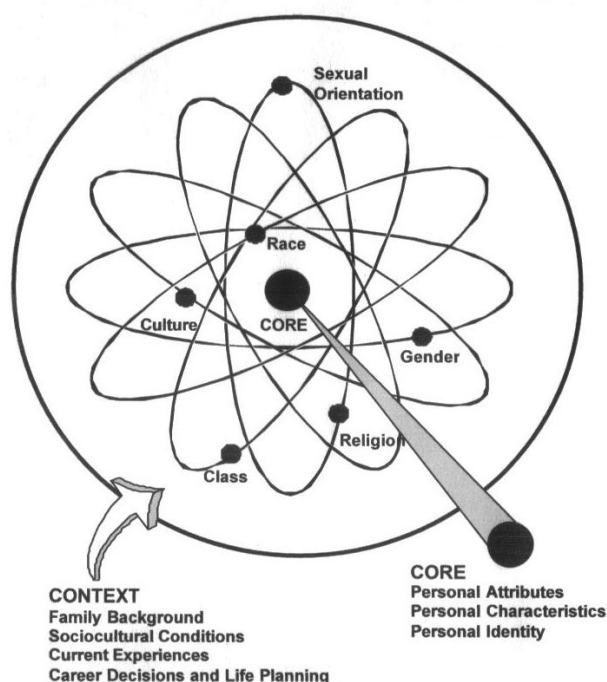 Sexual
Orientation
Race
CORE
Culture
Gender
Religion
Class
CONTEXT
Family Background
Sociocultural Conditions
Current Experiences
Career Decisions and Life Planning
CORE
Personal Attributes
Personal Characteristics
Personal Identity